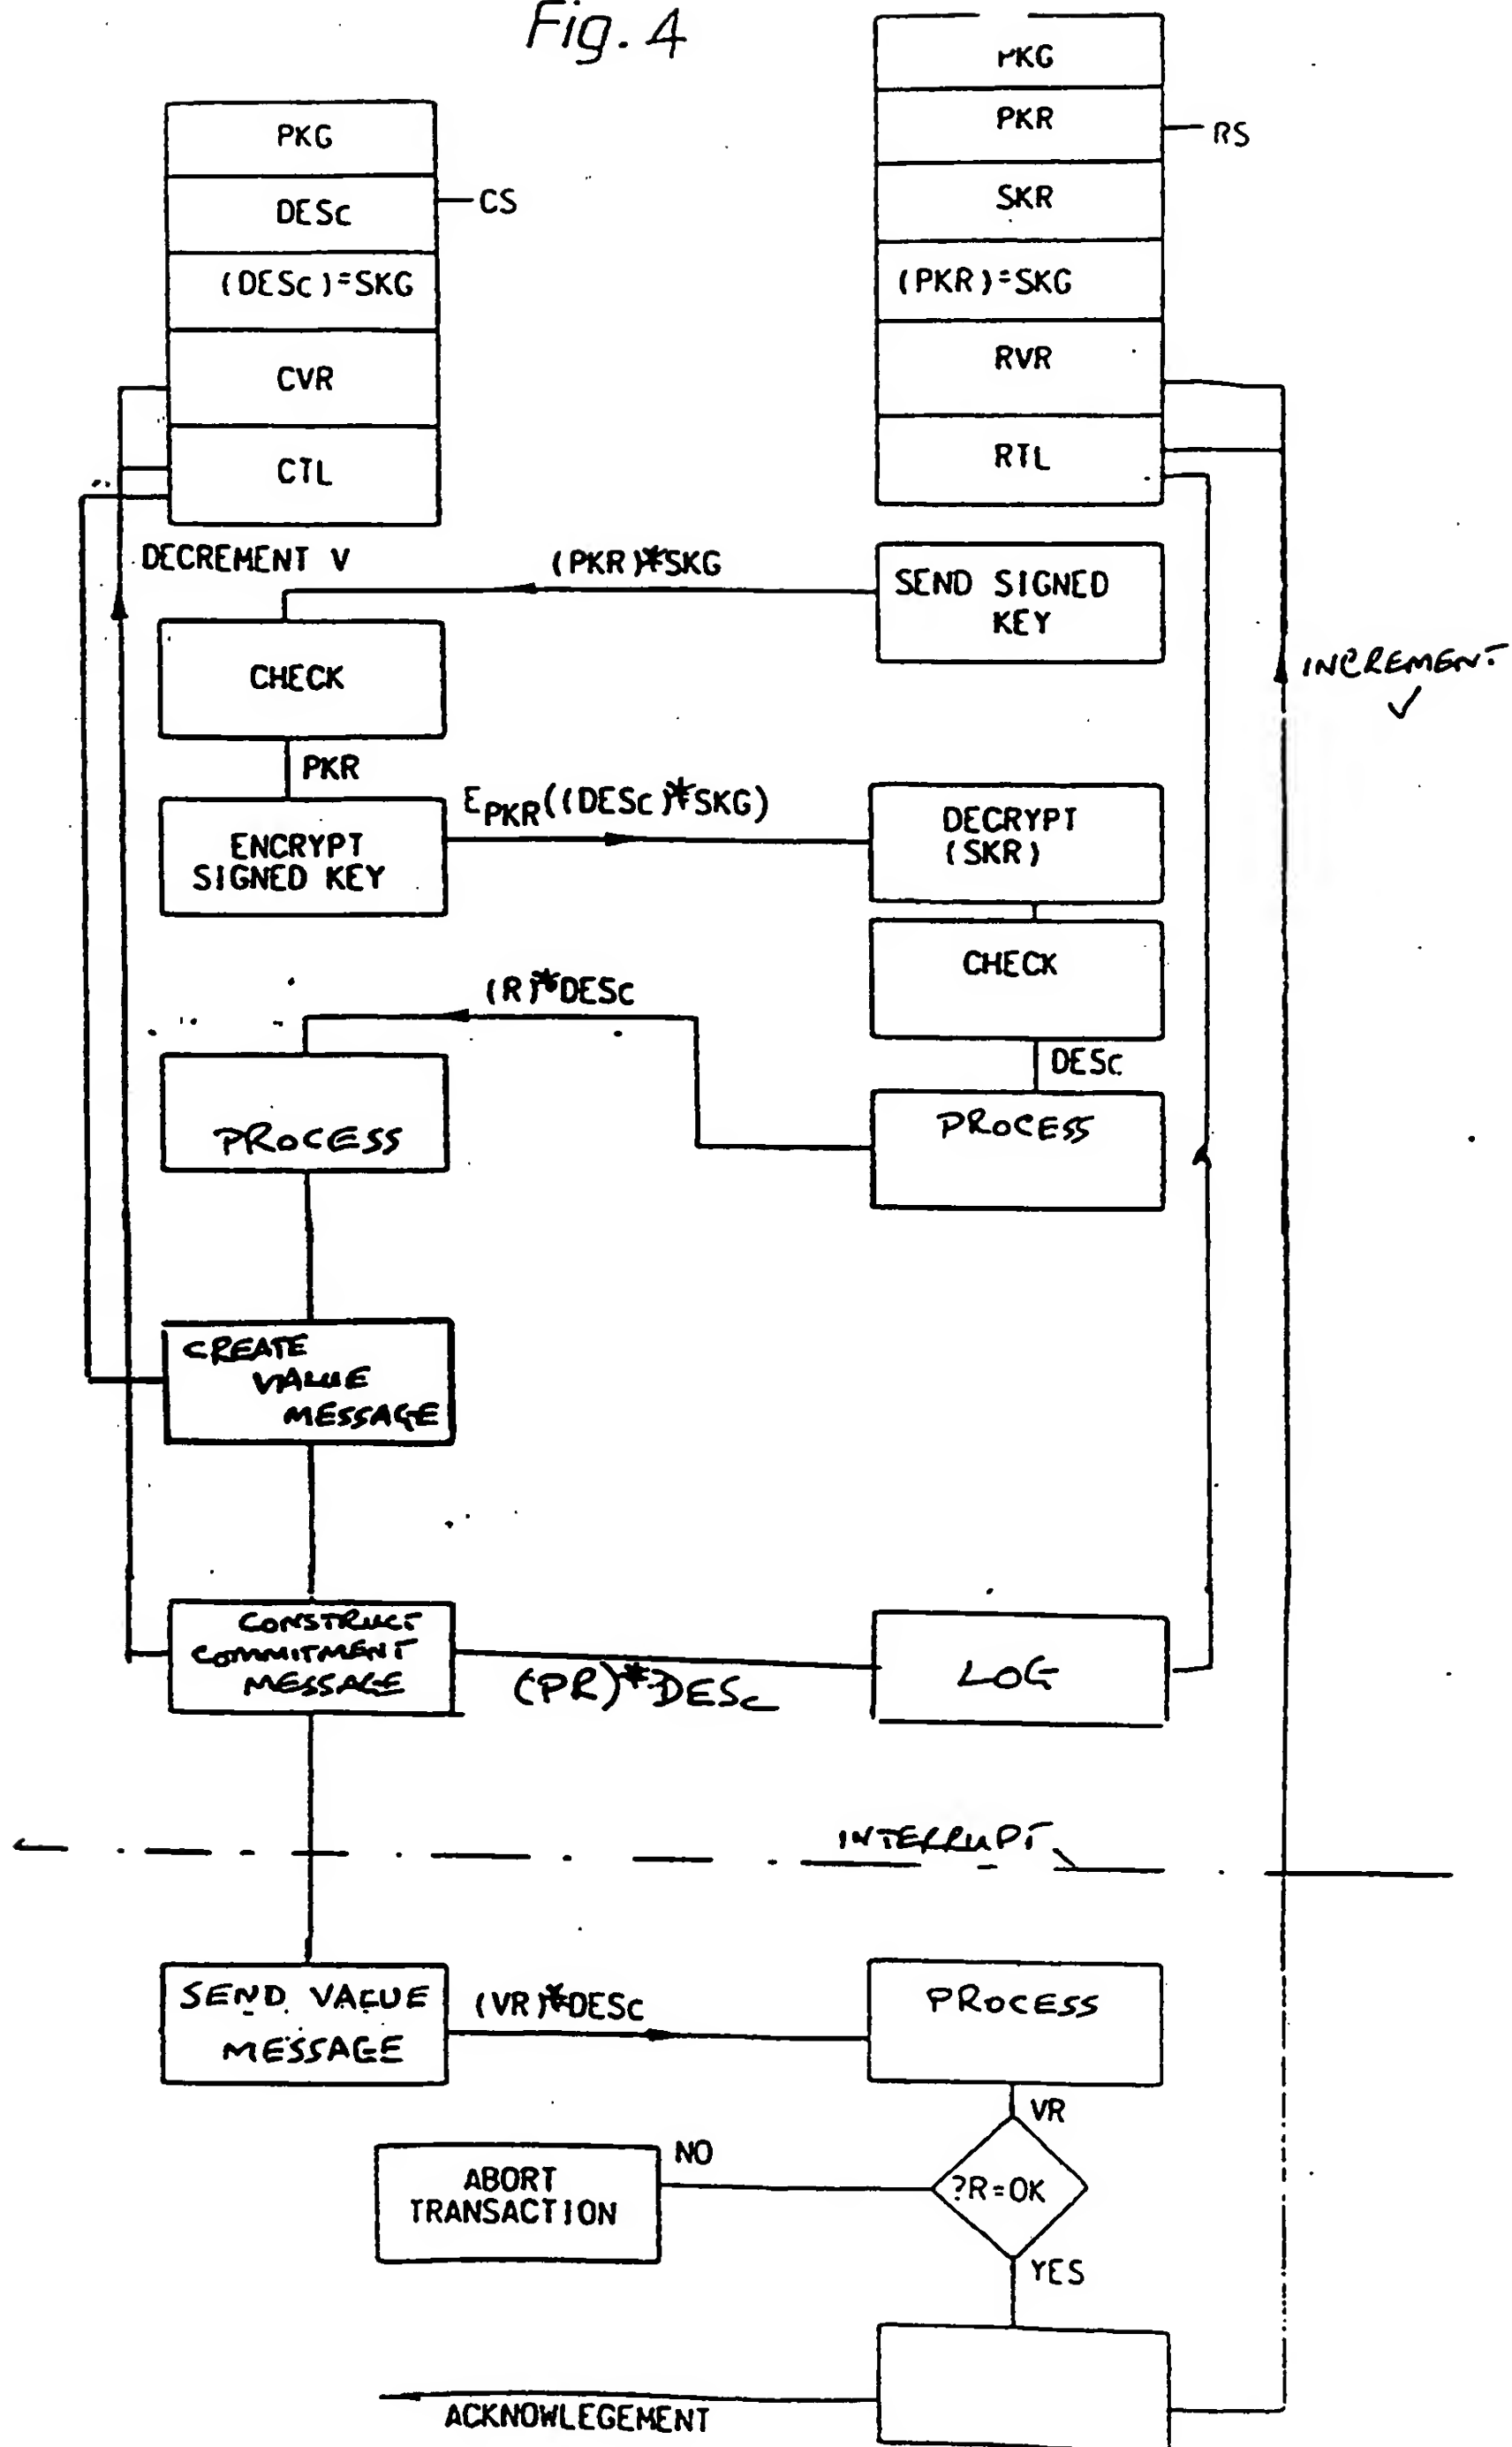 Fig. 4
PKG
DESc
(DESc)=SKG
CVR
CTL
CS
PKG
PKR
SKR
(PKR)=SKG
RVR
RTL
RS
DECREMENT V
(PKR)*SKG
SEND SIGNED
KEY
CHECK
INCREMENT
PKR
ENCRYPT
SIGNED KEY
EPKR((DESc)*SKG)
DECRYPT
(SKR)
CHECK
DESc
(R)*DESc
PROCESS
PROCESS
CREATE
VALUE
MESSAGE
CONSTRUCT
COMMITMENT
MESSAGE
(PR)*DESc
LOG
INTERRUPT
SEND VALUE
MESSAGE
(VR)*DESc
PROCESS
VR
?R=OK
NO
ABORT
TRANSACTION
YES
ACKNOWLEGEMENT